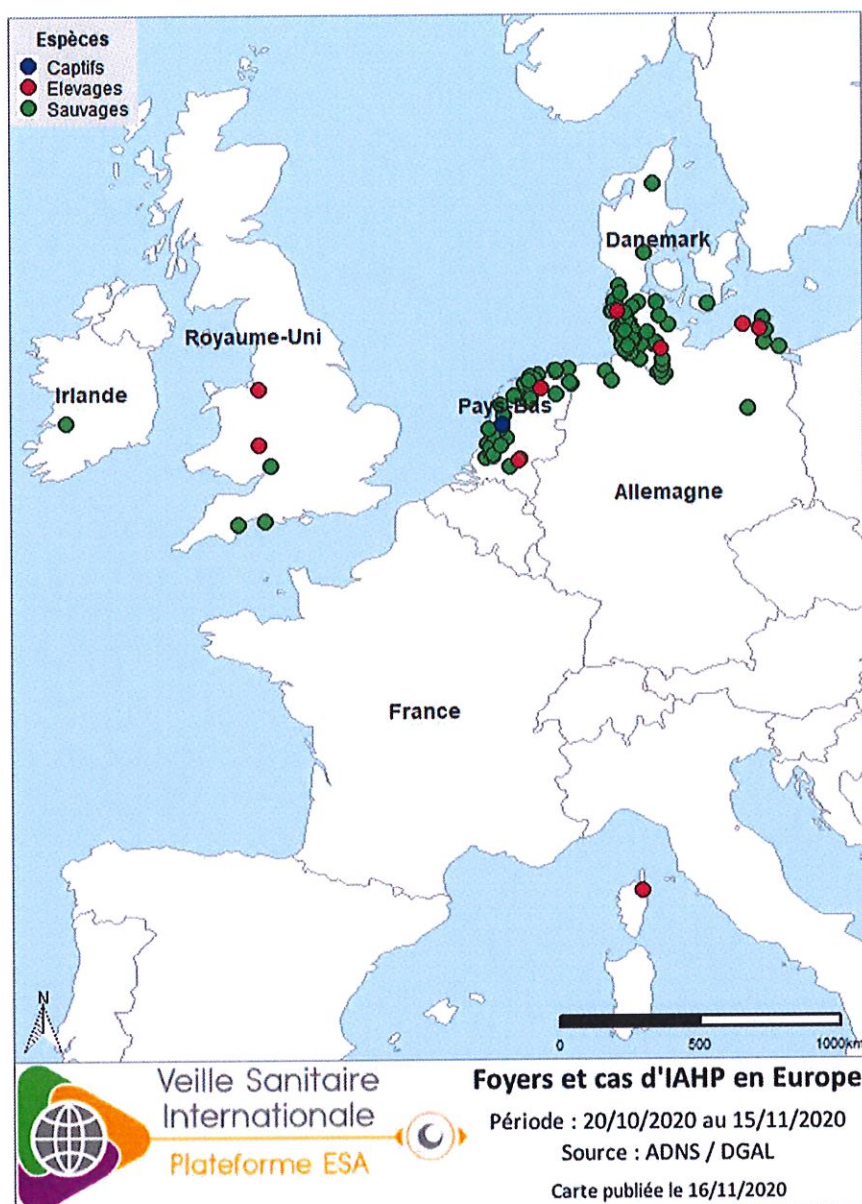 Espèces
Captifs
Elevages
Sauvages
Danemark
Royaume-Uni
Irlande
Pays-Bas
Allemagne
France
N
0 500 1000km
Veille Sanitaire
Internationale
Plateforme ESA
Foyers et cas d'IAHP en Europe
Période : 20/10/2020 au 15/11/2020
Source : ADNS / DGAL
Carte publiée le 16/11/2020